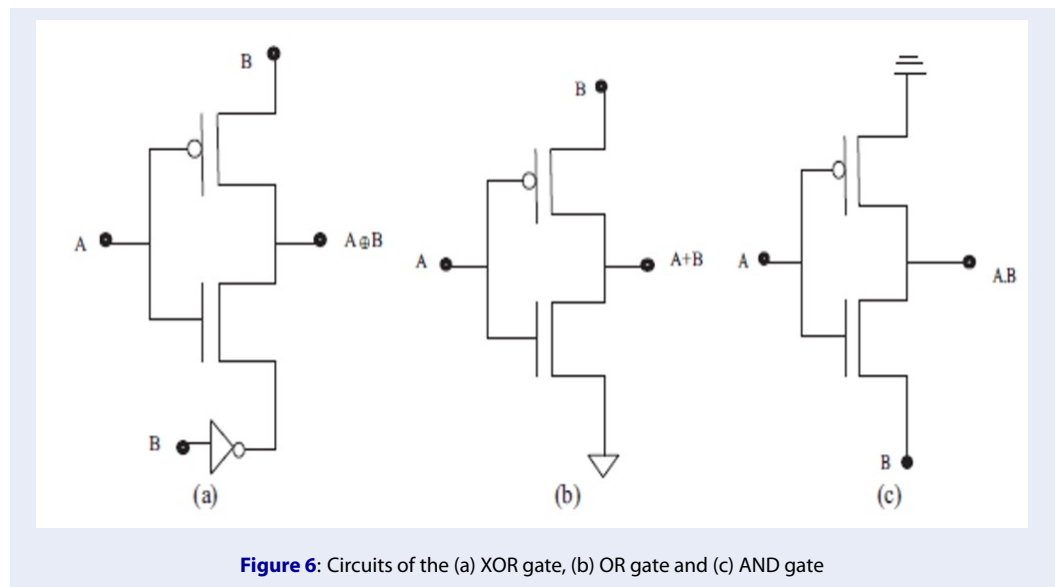 B
A
A⊕B
B
(a)
B
A
A+B
(b)
A
A.B
B
(c)
Figure 6: Circuits of the (a) XOR gate, (b) OR gate and (c) AND gate